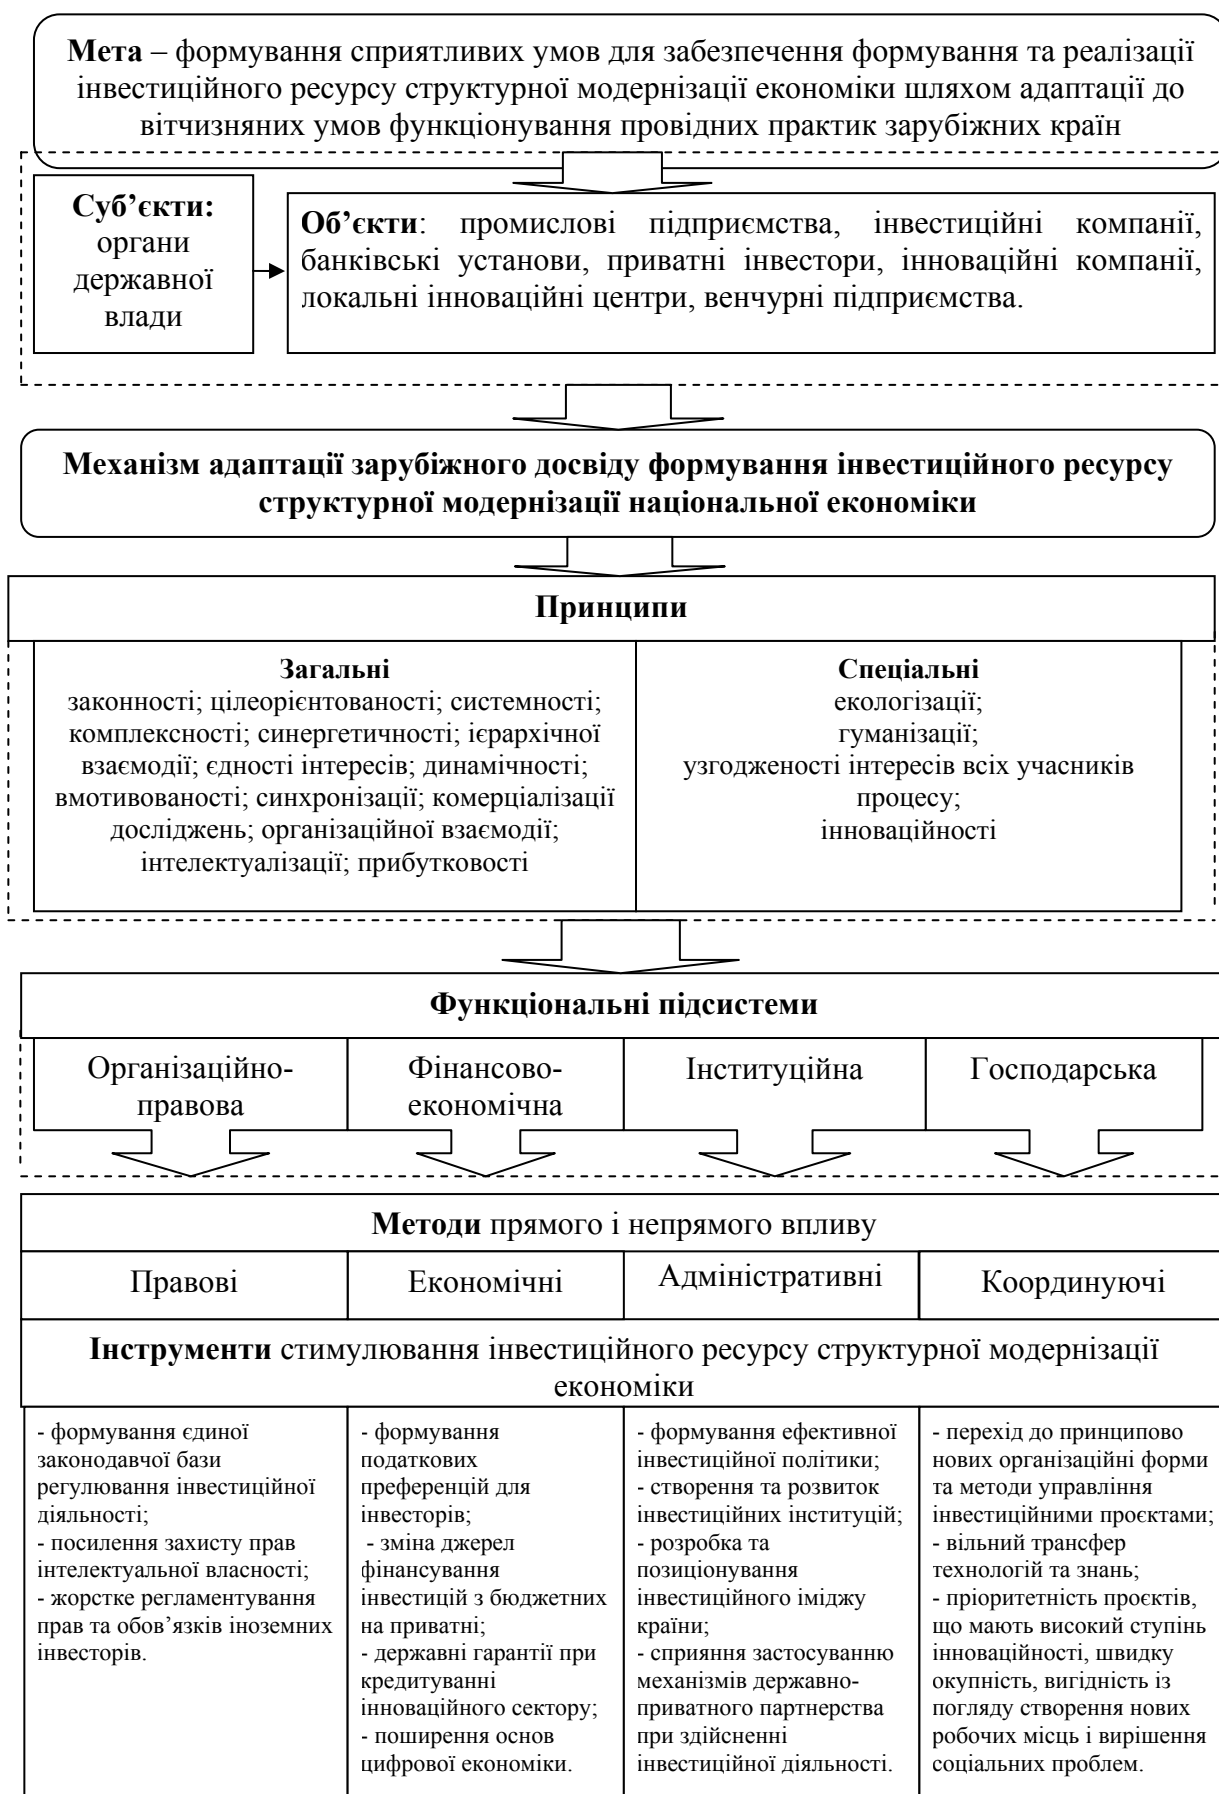 Мета – формування сприятливих умов для забезпечення формування та реалізації
інвестиційного ресурсу структурної модернізації економіки шляхом адаптації до
вітчизняних умов функціонування провідних практик зарубіжних країн
Суб’єкти:
органи
державної
влади
Об’єкти: промислові підприємства, інвестиційні компанії,
банківські установи, приватні інвестори, інноваційні компанії,
локальні інноваційні центри, венчурні підприємства.
Механізм адаптації зарубіжного досвіду формування інвестиційного ресурсу
структурної модернізації національної економіки
Принципи
Загальні
законності; цілеорієнтованості; системності;
комплексності; синергетичності; ієрархічної
взаємодії; єдності інтересів; динамічності;
вмотивованості; синхронізації; комерціалізації
досліджень; організаційної взаємодії;
інтелектуалізації; прибутковості
Спеціальні
екологізації;
гуманізації;
узгодженості інтересів всіх учасників
процесу;
інноваційності
Функціональні підсистеми
Організаційно-
правова
Фінансово-
економічна
Інституційна
Господарська
Методи прямого і непрямого впливу
Правові
Економічні
Адміністративні
Координуючі
Інструменти стимулювання інвестиційного ресурсу структурної модернізації
економіки
- формування єдиної
законодавчої бази
регулювання інвестиційної
діяльності;
- посилення захисту прав
інтелектуальної власності;
- жорстке регламентування
прав та обов’язків іноземних
інвесторів.
- формування
податкових
преференцій для
інвесторів;
- зміна джерел
фінансування
інвестицій з бюджетних
на приватні;
- державні гарантії при
кредитуванні
інноваційного сектору;
- поширення основ
цифрової економіки.
- формування ефективної
інвестиційної політики;
- створення та розвиток
інвестиційних інституцій;
- розробка та
позиціонування
інвестиційного іміджу
країни;
- сприяння застосуванню
механізмів державно-
приватного партнерства
при здійсненні
інвестиційної діяльності.
- перехід до принципово
нових організаційні форми
та методи управління
інвестиційними проєктами;
- вільний трансфер
технологій та знань;
- пріоритетність проєктів,
що мають високий ступінь
інноваційності, швидку
окупність, вигідність із
погляду створення нових
робочих місць і вирішення
соціальних проблем.